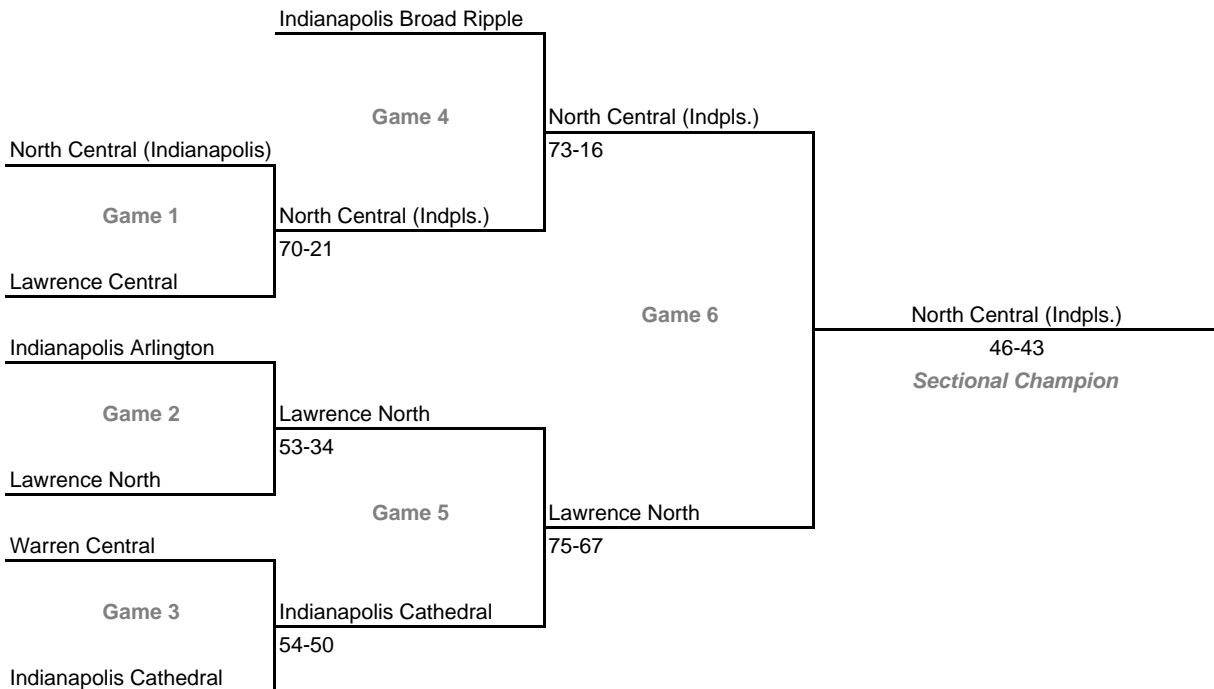 Indianapolis Broad Ripple
Game 4
North Central (Indpls.)
North Central (Indianapolis)
73-16
Game 1
North Central (Indpls.)
70-21
Lawrence Central
Game 6
North Central (Indpls.)
Indianapolis Arlington
46-43
Sectional Champion
Game 2
Lawrence North
53-34
Lawrence North
Game 5
Lawrence North
Warren Central
75-67
Game 3
Indianapolis Cathedral
54-50
Indianapolis Cathedral